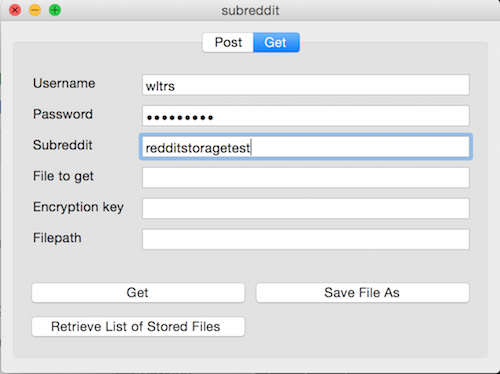 subreddit
Post Get
Username wltrs
Password •••••••••
Subreddit redditstoragetest
File to get
Encryption key
Filepath
Get Save File As
Retrieve List of Stored Files